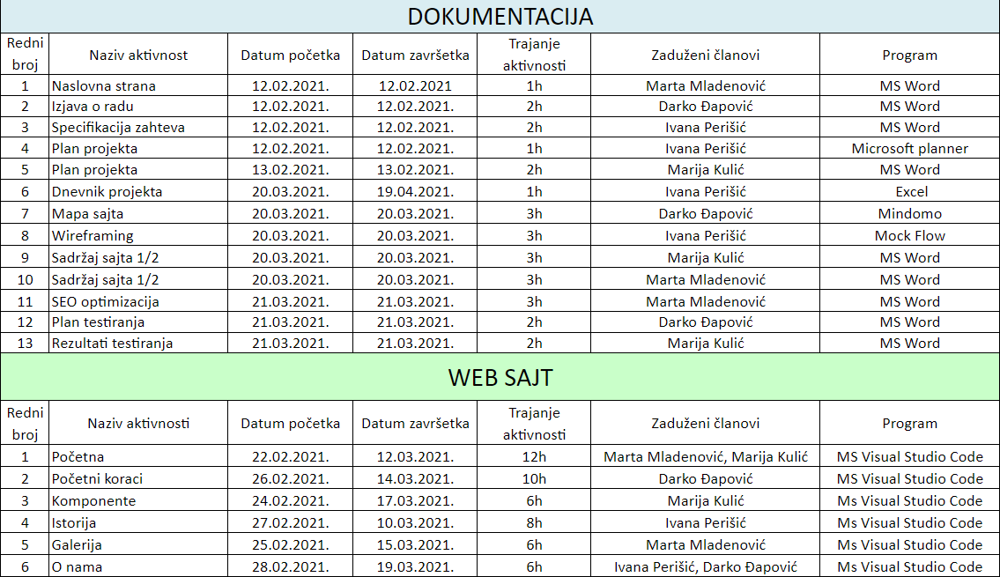 DOKUMENTACIJA
Redni broj Naziv aktivnost Datum početka Datum završetka Trajanje aktivnosti Zaduženi članovi Program
1 Naslovna strana 12.02.2021. 12.02.2021 1h Marta Mladenović MS Word
2 Izjava o radu 12.02.2021. 12.02.2021. 2h Darko Đapović MS Word
3 Specifikacija zahteva 12.02.2021. 12.02.2021. 2h Ivana Perišić MS Word
4 Plan projekta 12.02.2021. 12.02.2021. 1h Ivana Perišić Microsoft planner
5 Plan projekta 13.02.2021. 13.02.2021. 2h Marija Kulić MS Word
6 Dnevnik projekta 20.03.2021. 19.04.2021. 1h Ivana Perišić Excel
7 Mapa sajta 20.03.2021. 20.03.2021. 3h Darko Đapović Mindomo
8 Wireframing 20.03.2021. 20.03.2021. 3h Ivana Perišić Mock Flow
9 Sadržaj sajta 1/2 20.03.2021. 20.03.2021. 3h Marija Kulić MS Word
10 Sadržaj sajta 1/2 20.03.2021. 20.03.2021. 3h Marta Mladenović MS Word
11 SEO optimizacija 21.03.2021. 21.03.2021. 3h Marta Mladenović MS Word
12 Plan testiranja 21.03.2021. 21.03.2021. 2h Darko Đapović MS Word
13 Rezultati testiranja 21.03.2021. 21.03.2021. 2h Marija Kulić MS Word
WEB SAJT
Redni broj Naziv aktivnosti Datum početka Datum završetka Trajanje aktivnosti Zaduženi članovi Program
1 Početna 22.02.2021. 12.03.2021. 12h Marta Mladenović, Marija Kulić MS Visual Studio Code
2 Početni koraci 26.02.2021. 14.03.2021. 10h Darko Đapović MS Visual Studio Code
3 Komponente 24.02.2021. 17.03.2021. 6h Marija Kulić Ms Visual Studio Code
4 Istorija 27.02.2021. 10.03.2021. 8h Ivana Perišić Ms Visual Studio Code
5 Galerija 25.02.2021. 15.03.2021. 6h Marta Mladenović Ms Visual Studio Code
6 O nama 28.02.2021. 19.03.2021. 6h Ivana Perišić, Darko Đapović Ms Visual Studio Code